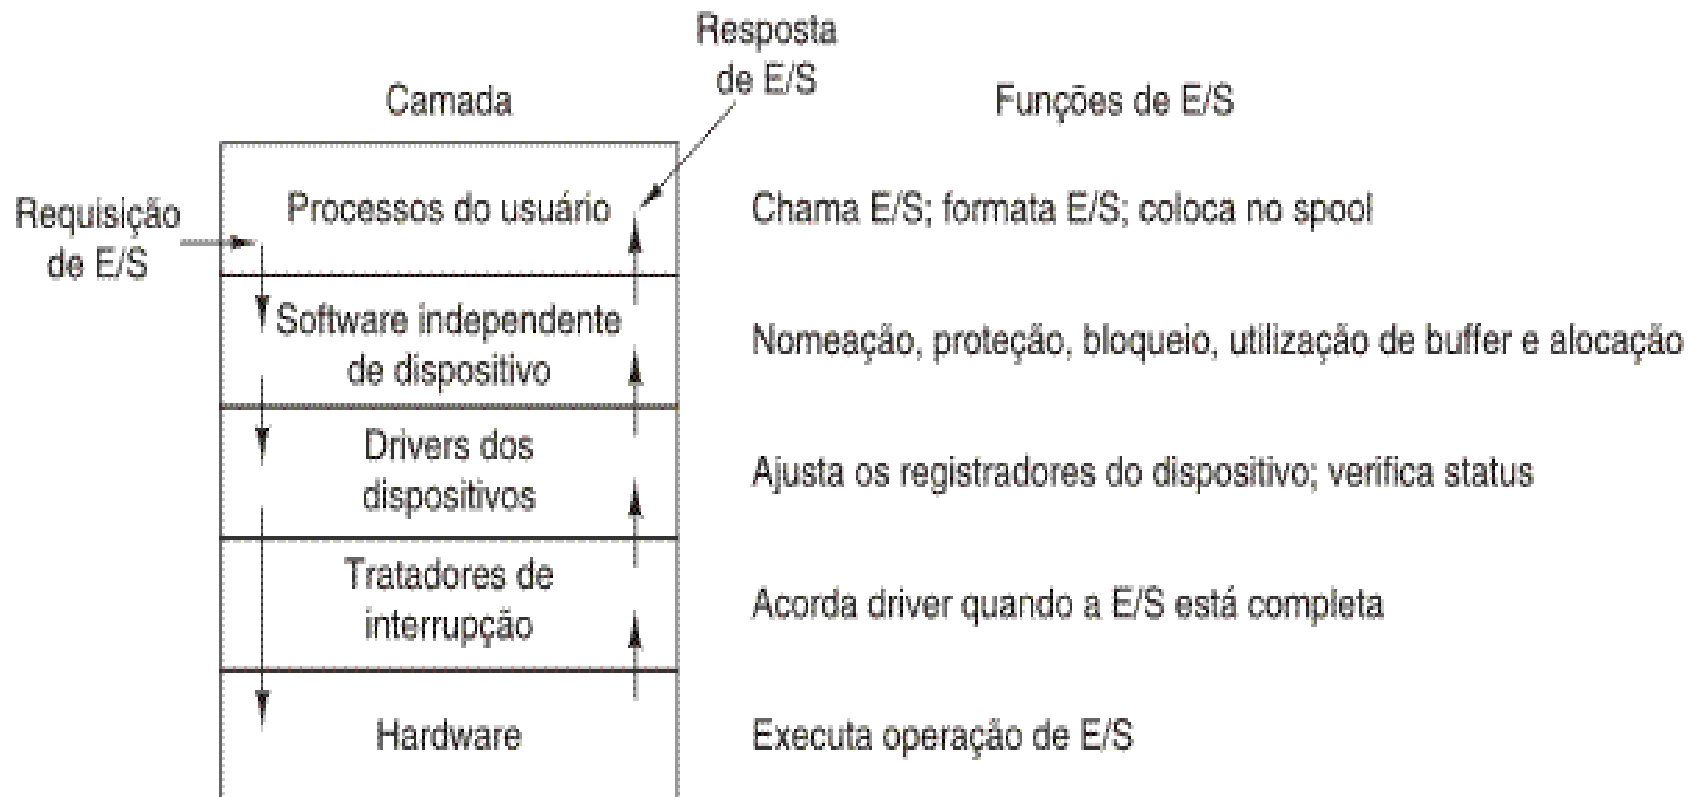 Resposta
de E/S
Camada
Funções de E/S
Requisição
de E/S
Processos do usuário
Chama E/S; formata E/S; coloca no spool
Software independente
de dispositivo
Nomeação, proteção, bloqueio, utilização de buffer e alocação
Drivers dos
dispositivos
Ajusta os registradores do dispositivo; verifica status
Tratadores de
interrupção
Acorda driver quando a E/S está completa
Hardware
Executa operação de E/S